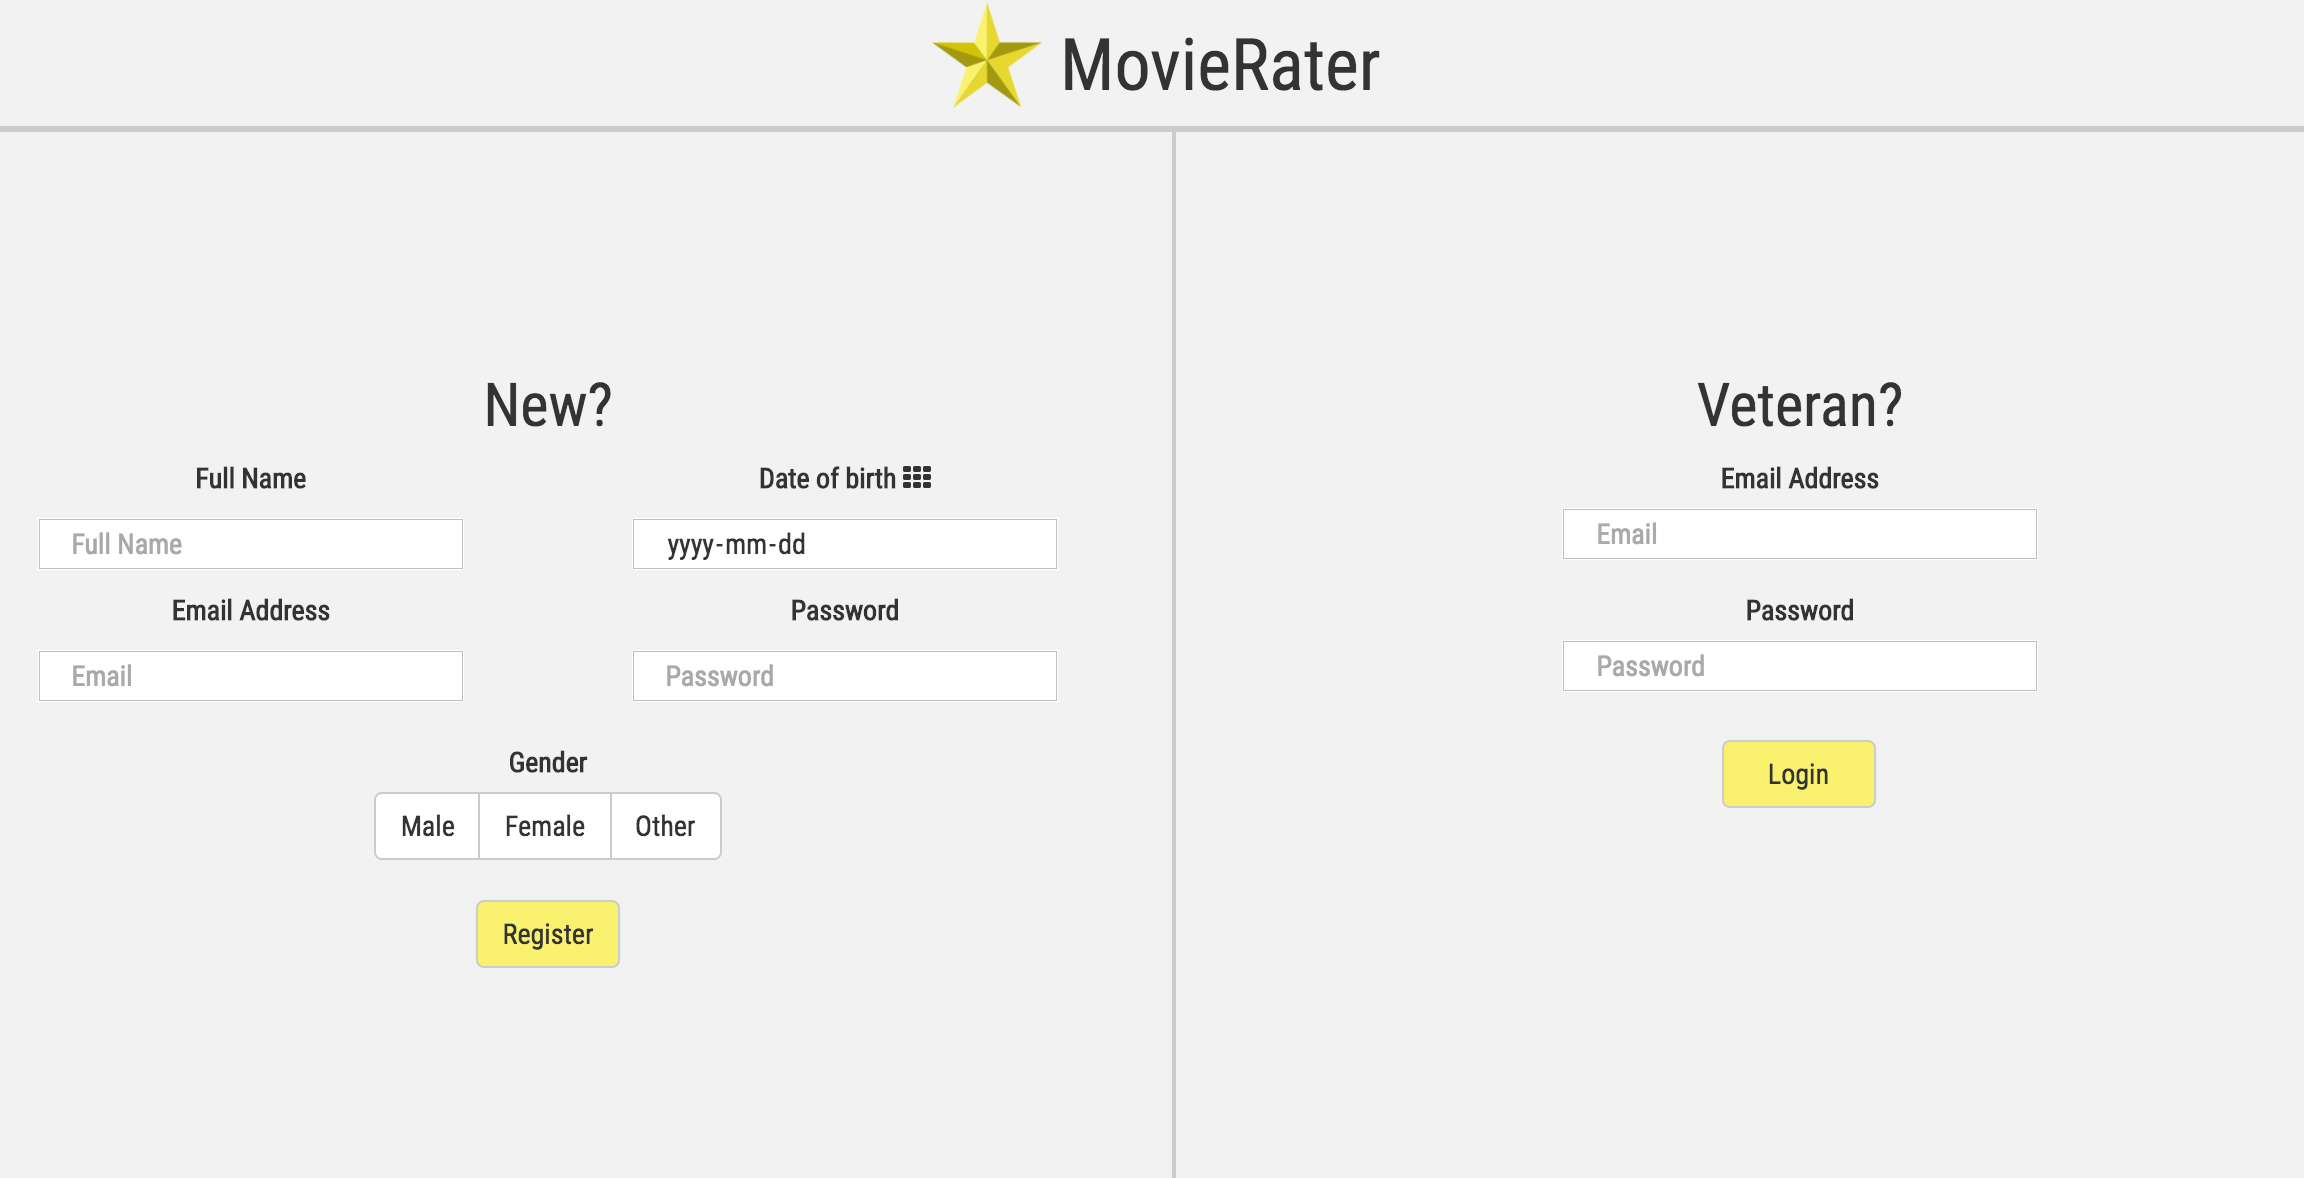 MovieRater
New?
Full Name
Date of birth
Full Name
yyyy-mm-dd
Email Address
Password
Email
Password
Gender
Male Female Other
Register
Veteran?
Email Address
Email
Password
Password
Login